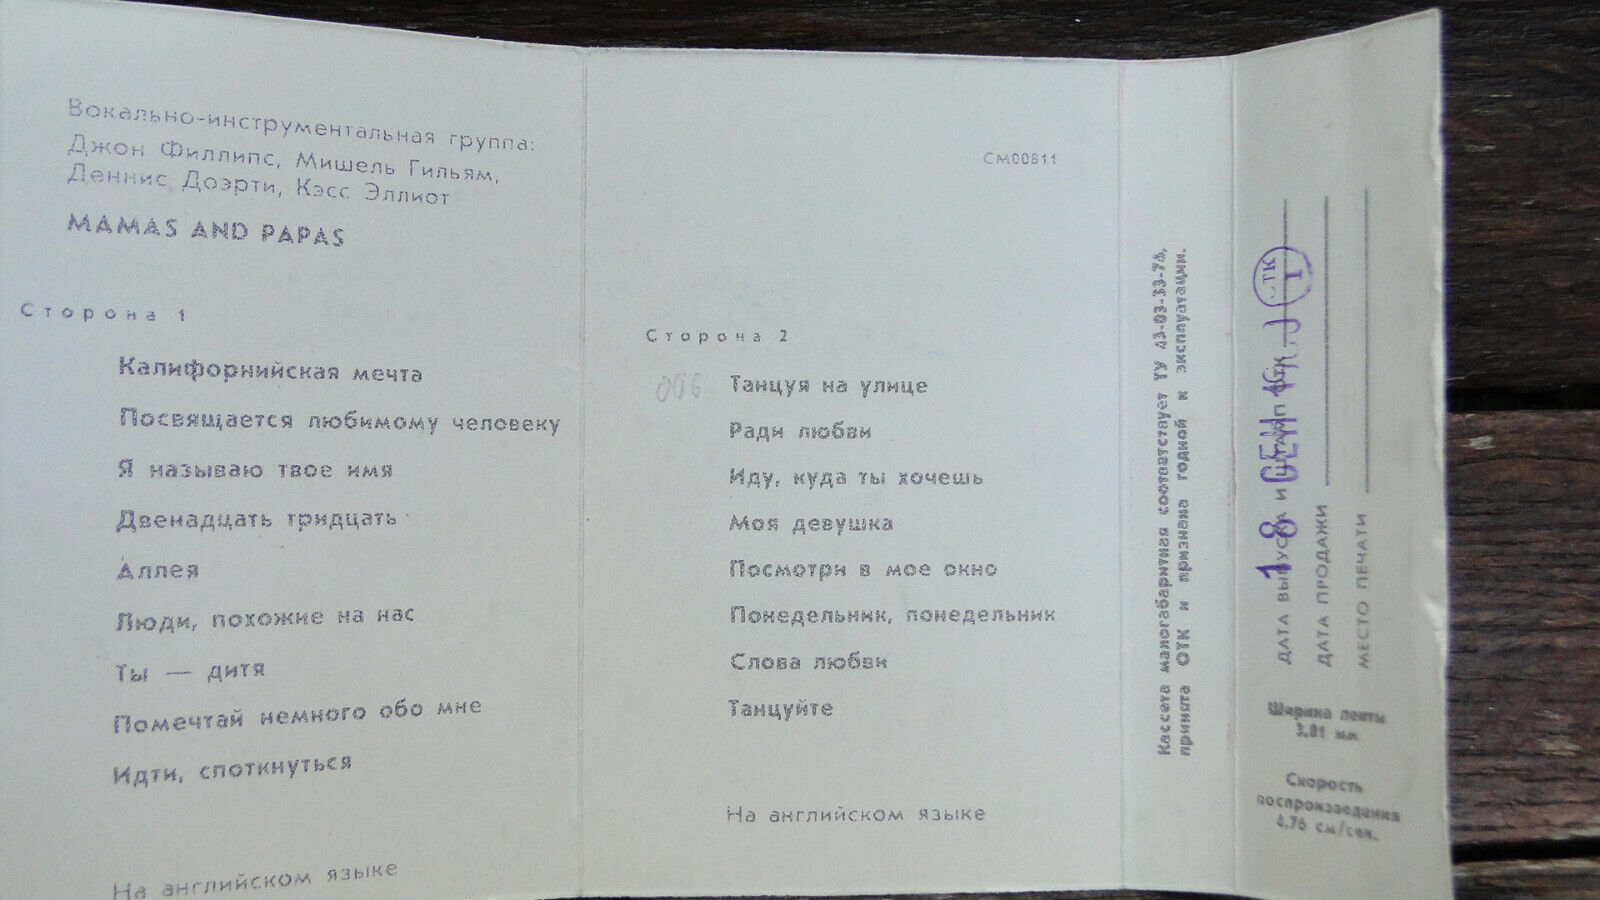 Вокально-инструментальная группа:
Джон Филлипс, Мишель Гильям,
Деннис Доэрти, Кэсс Эллиот
MAMAS AND PAPAS
Сторона 1
Калифорнийская мечта
Посвящается любимому человеку
Я называю твое имя
Двенадцать тридцать
Аллея
Люди, похожие на нас
Ты — дитя
Помечтай немного обо мне
Идти, споткнуться
На английском языке
См00811
Сторона 2
Танцуя на улице
Ради любви
Иду, куда ты хочешь
Моя девушка
Посмотри в мое окно
Понедельник, понедельник
Слова любви
Танцуйте
На английском языке
Кассета малогабаритная соответствует ТУ 43-03-33-76,
принята ОТК и признана годной к эксплуатации.
ДАТА ВЫПУСКА И ШТАМП ОТК
18 СЕН
ДАТА ПРОДАЖИ
МЕСТО ПЕЧАТИ
Ширина ленты
3,81 мм
Скорость
воспроизведения
4,76 см/сек.